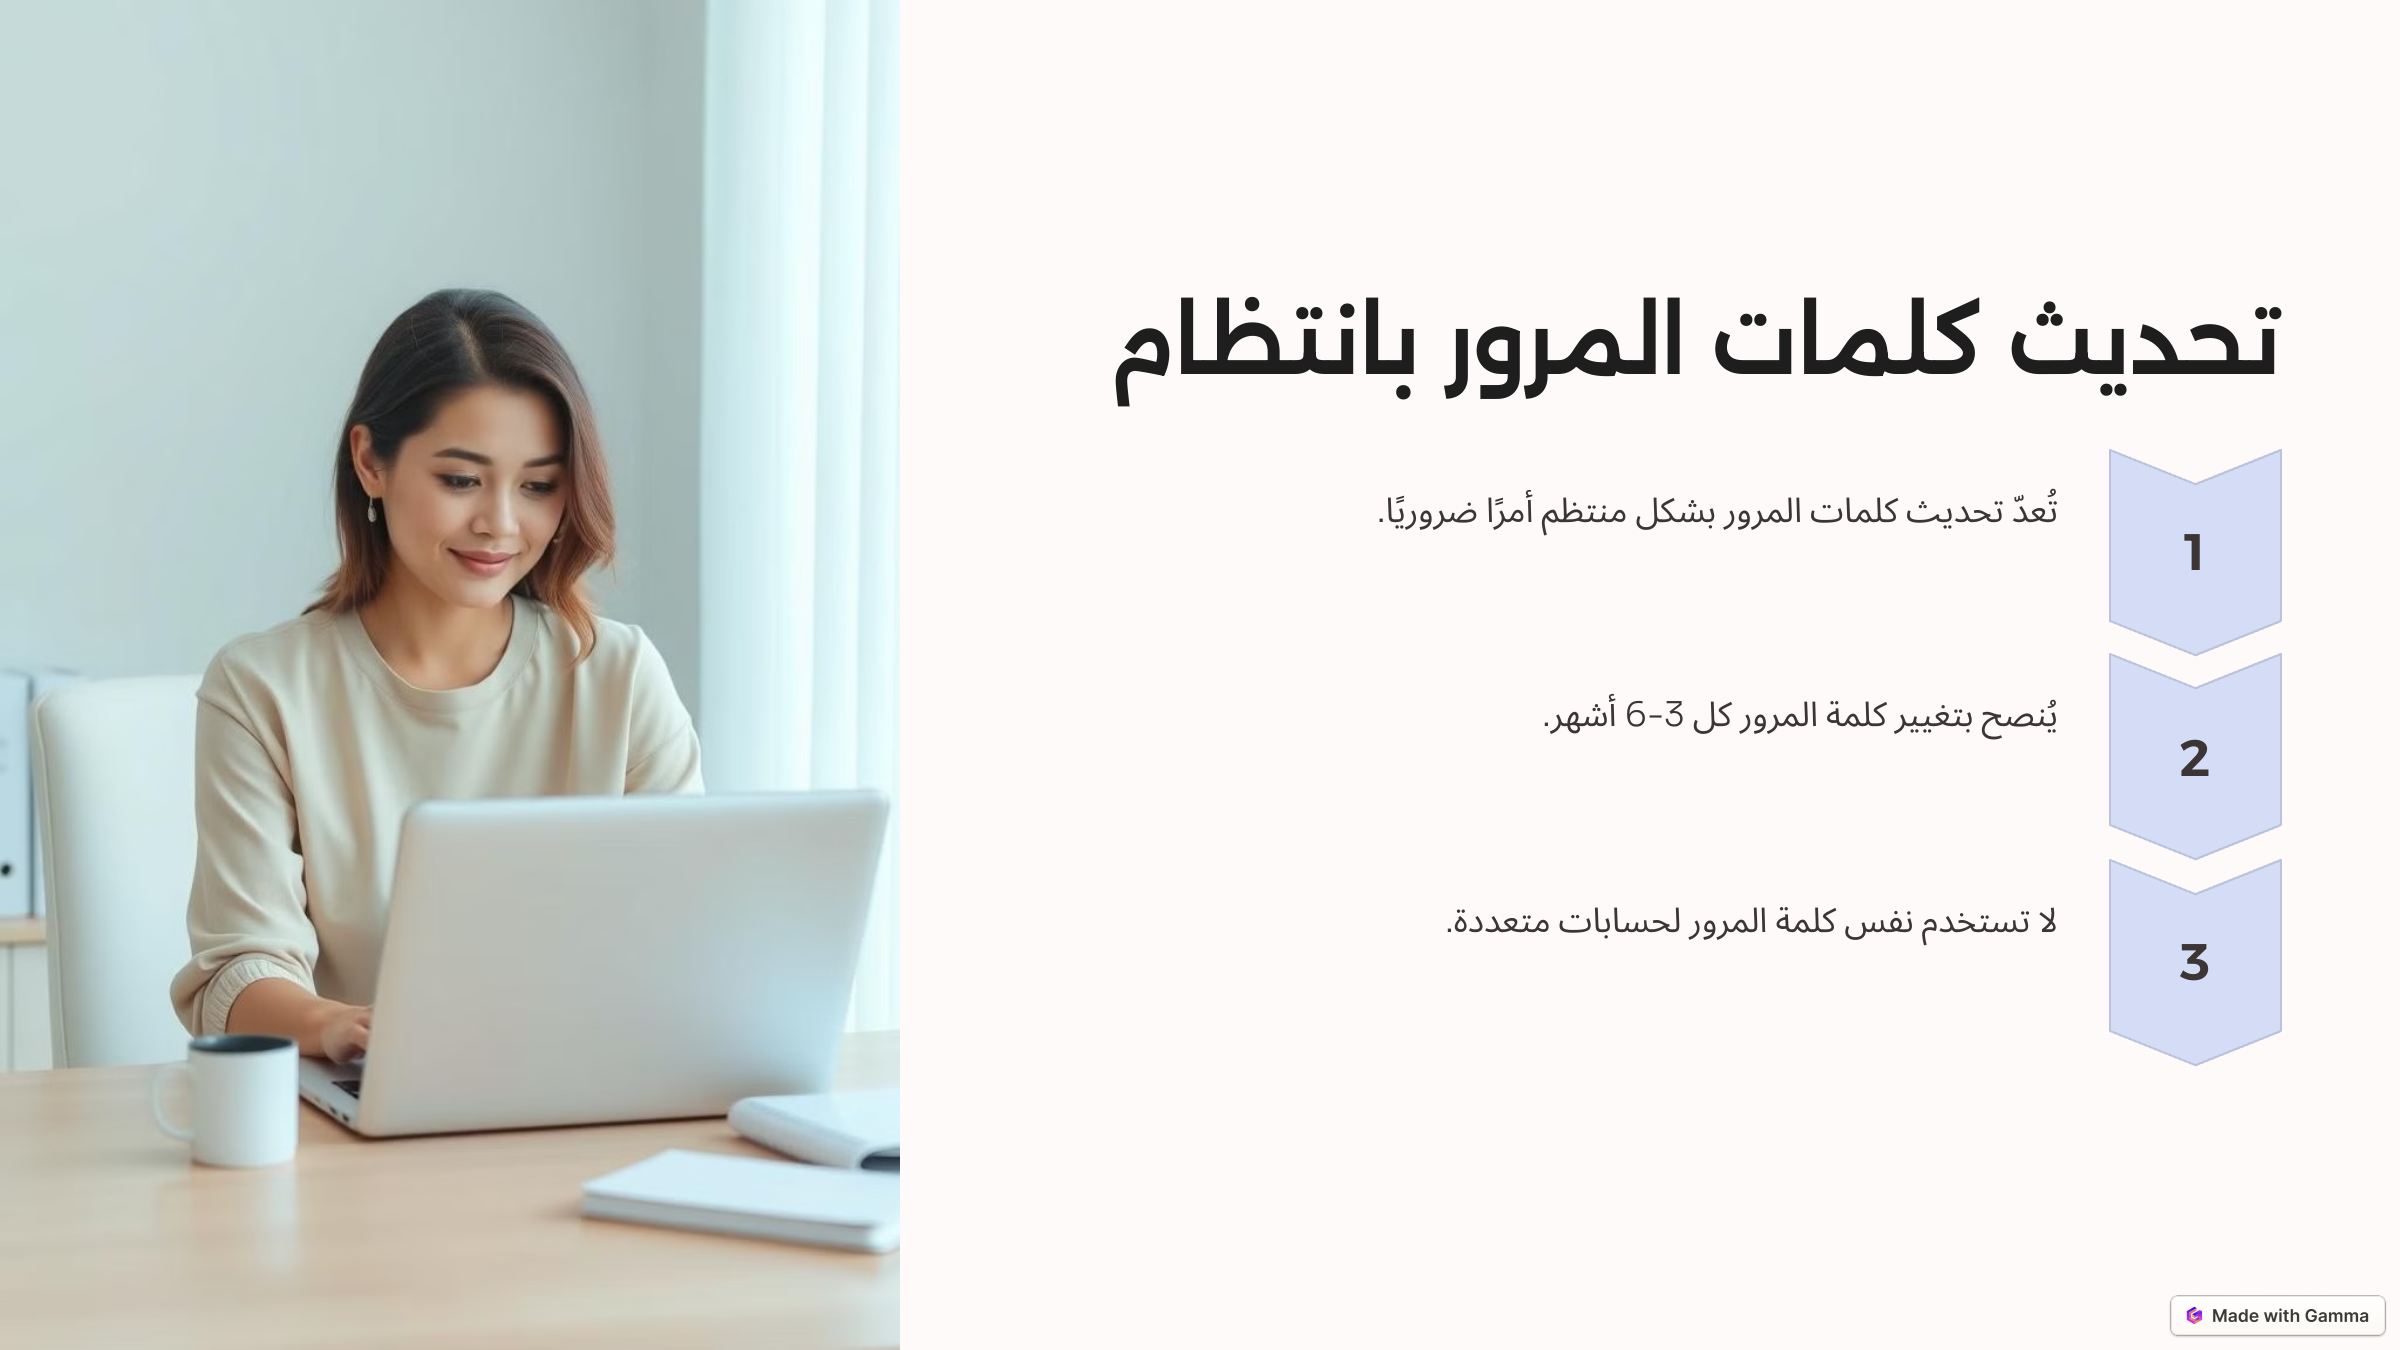 تحديث كلمات المرور بانتظام
1
تُعدّ تحديث كلمات المرور بشكل منتظم أمرًا ضروريًا.
2
يُنصح بتغيير كلمة المرور كل 3-6 أشهر.
3
لا تستخدم نفس كلمة المرور لحسابات متعددة.
Made with Gamma